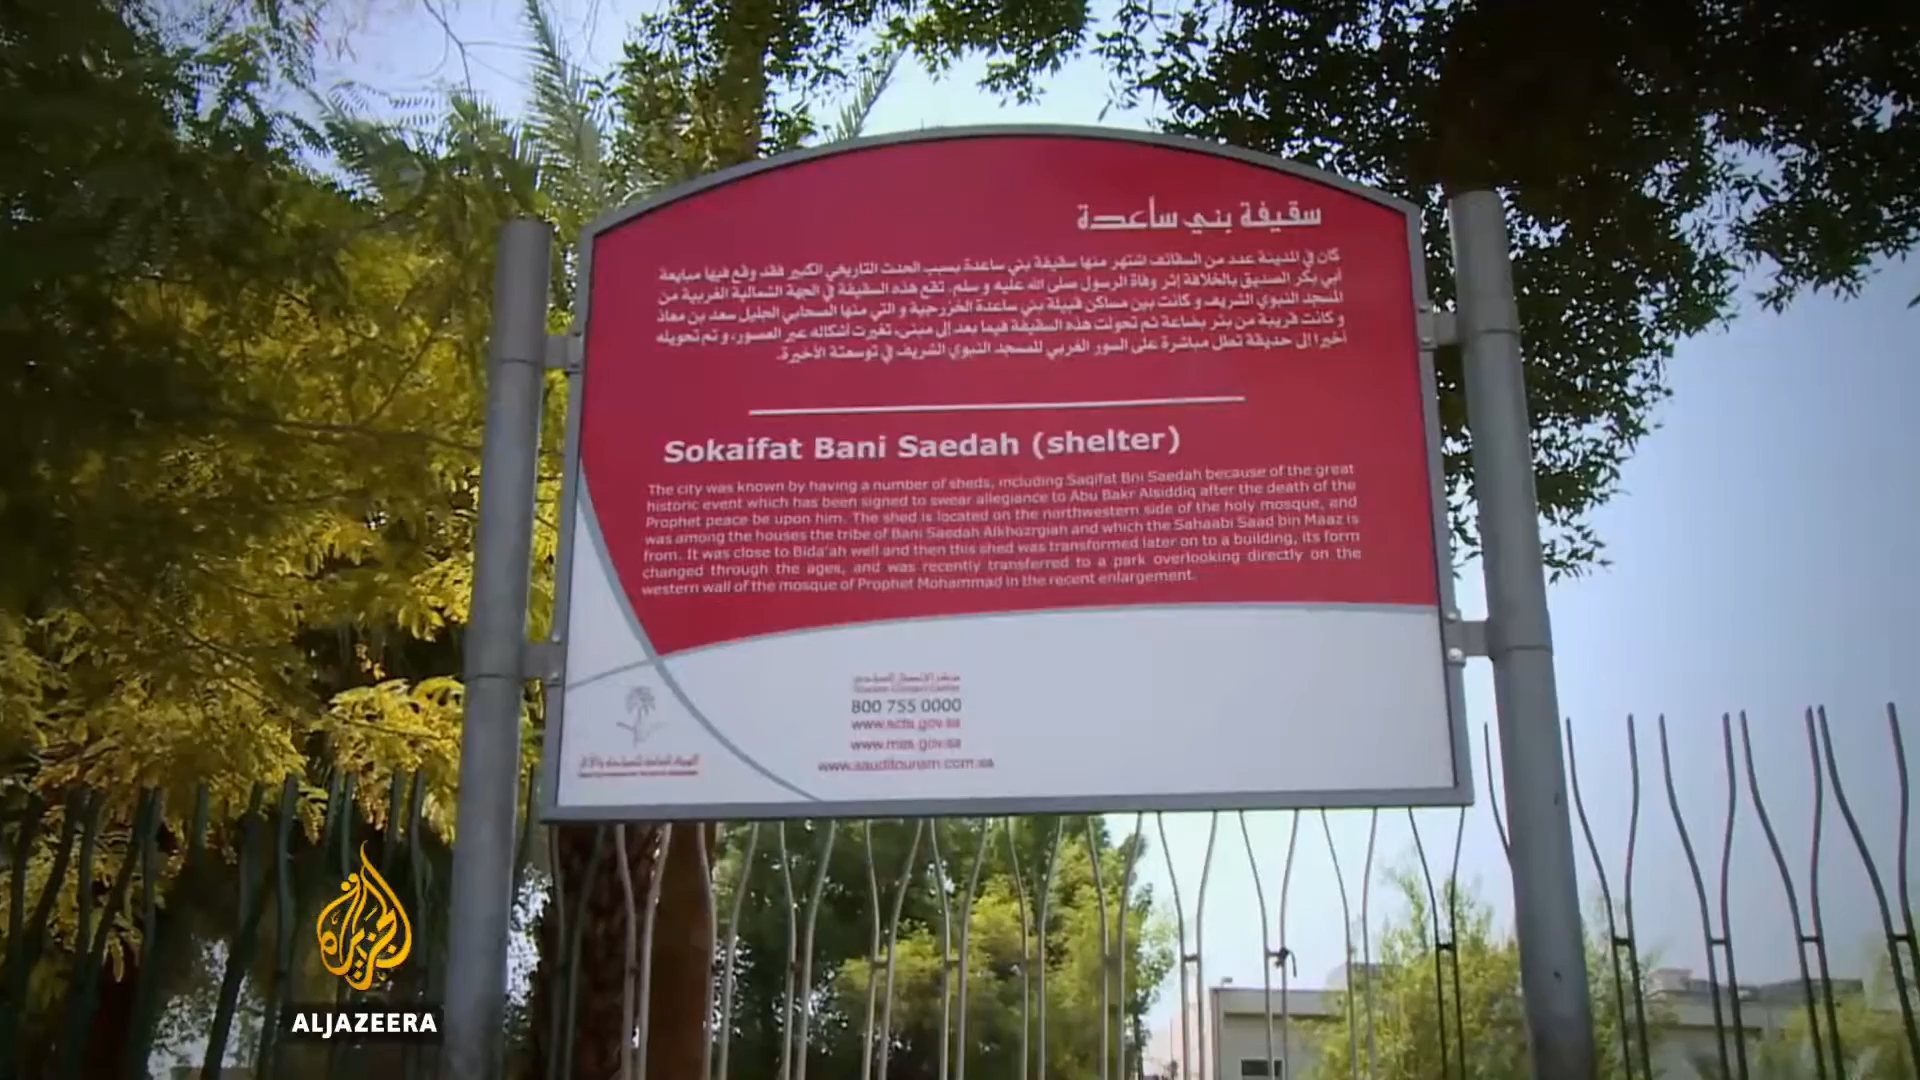 سقيفة بني ساعدة
كان في المدينة عدد من السقائف اشتهر منها سقيفة بني ساعدة بسبب الحدث التاريخي الكبير فقد وقع فيها مبايعة
أبي بكر الصديق بالخلافة إثر وفاة الرسول صلى الله عليه و سلم. تقع هذه السقيفة في الجهة الشمالية الغربية من
المسجد النبوي الشريف و كانت بين مساكن قبيلة بني ساعدة الخزرجية و التي منها الصحابي الجليل سعد بن معاذ
و كانت قريبة من بئر بضاعة ثم تحولت هذه السقيفة فيما بعد إلى مبنى، تغيرت أشكاله عبر العصور، و تم تحويله
أخيرا إلى حديقة تطل مباشرة على السور الغربي للمسجد النبوي الشريف في توسعتة الأخيرة.
Sokaifat Bani Saedah (shelter)
The city was known by having a number of sheds, including Saqifat Bni Saedah because of the great
historic event which has been signed to swear allegiance to Abu Bakr Alsiddiq after the death of the
Prophet peace be upon him. The shed is located on the northwestern side of the holy mosque, and
was among the houses the tribe of Bani Saedah Alkhozrgiah and which the Sahaabi Saad bin Maaz is
from. It was close to Bida'ah well and then this shed was transformed later on to a building, its form
changed through the ages, and was recently transferred to a park overlooking directly on the
western wall of the mosque of Prophet Mohammad in the recent enlargement.
800 755 0000
www.scta.gov.sa
www.mas.gov.sa
www.sauditourism.com.sa
الهيئة العامة للسياحة والآثار
الجزيرة
ALJAZEERA